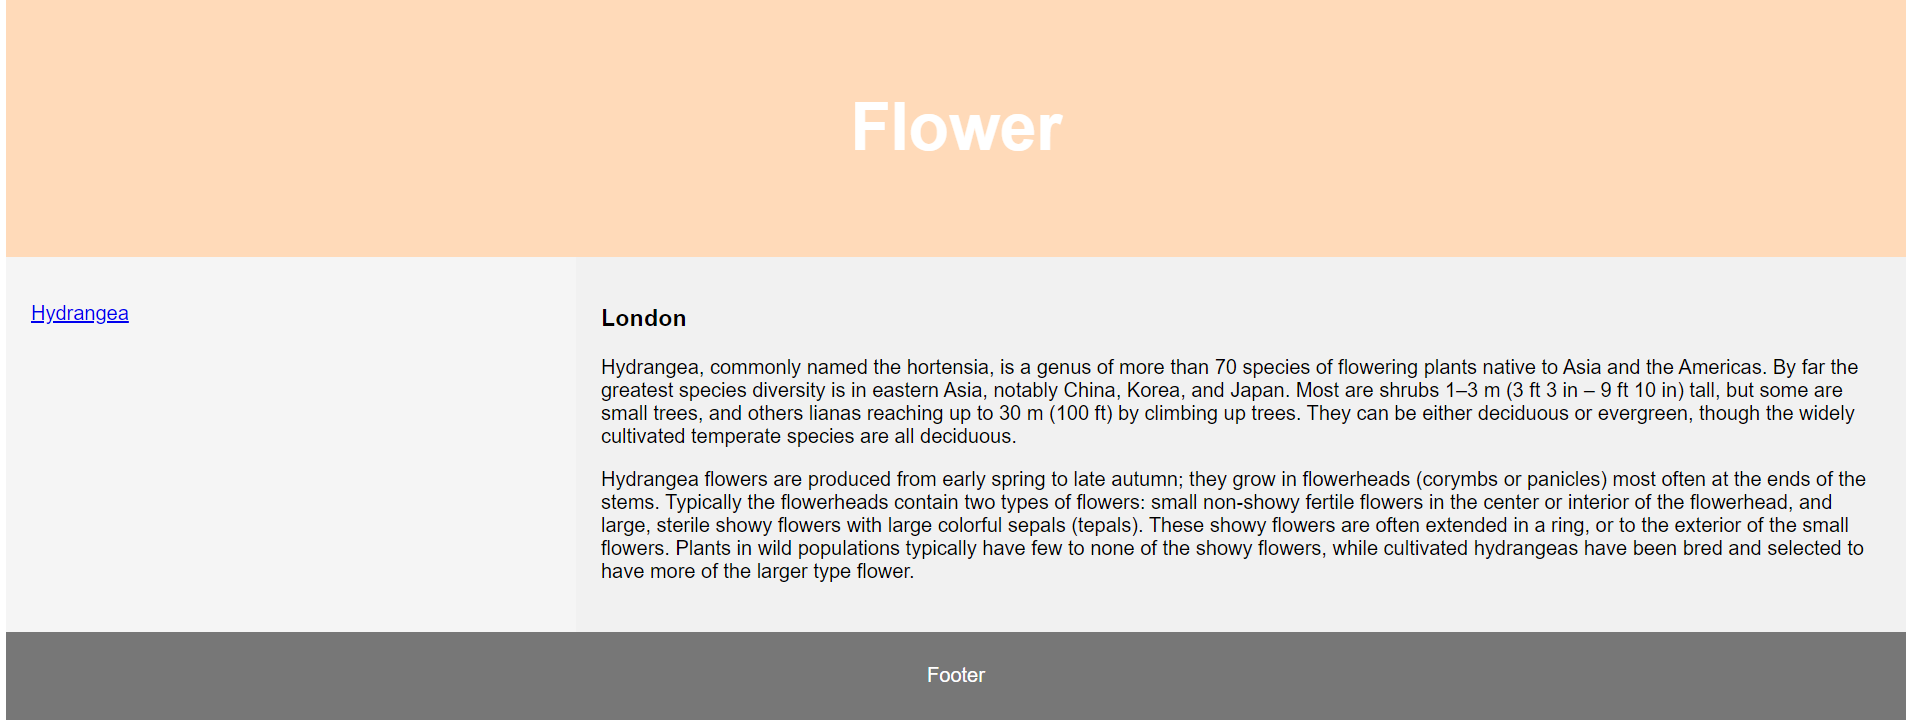 Flower
Hydrangea
London
Hydrangea, commonly named the hortensia, is a genus of more than 70 species of flowering plants native to Asia and the Americas. By far the
greatest species diversity is in eastern Asia, notably China, Korea, and Japan. Most are shrubs 1–3 m (3 ft 3 in – 9 ft 10 in) tall, but some are
small trees, and others lianas reaching up to 30 m (100 ft) by climbing up trees. They can be either deciduous or evergreen, though the widely
cultivated temperate species are all deciduous.
Hydrangea flowers are produced from early spring to late autumn; they grow in flowerheads (corymbs or panicles) most often at the ends of the
stems. Typically the flowerheads contain two types of flowers: small non-showy fertile flowers in the center or interior of the flowerhead, and
large, sterile showy flowers with large colorful sepals (tepals). These showy flowers are often extended in a ring, or to the exterior of the small
flowers. Plants in wild populations typically have few to none of the showy flowers, while cultivated hydrangeas have been bred and selected to
have more of the larger type flower.
Footer